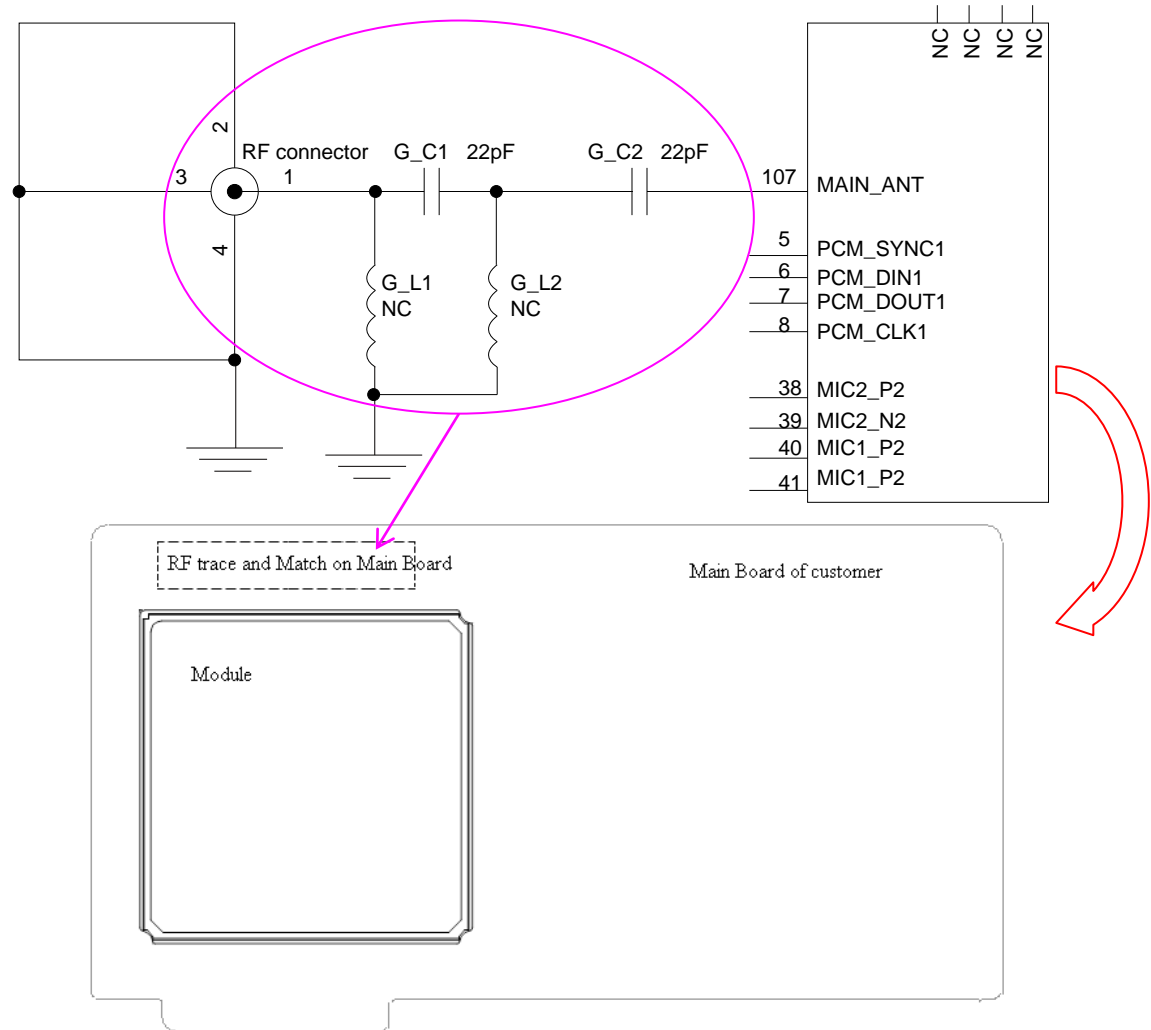 NC NC NC NC
2
RF connector G_C1 22pF G_C2 22pF
3 1 107 MAIN_ANT
4
5 PCM_SYNC1
6 PCM_DIN1
7 PCM_DOUT1
8 PCM_CLK1
G_L1 G_L2
NC NC
38 MIC2_P2
39 MIC2_N2
40 MIC1_P2
41 MIC1_P2
RF trace and Match on Main Board
Main Board of customer
Module